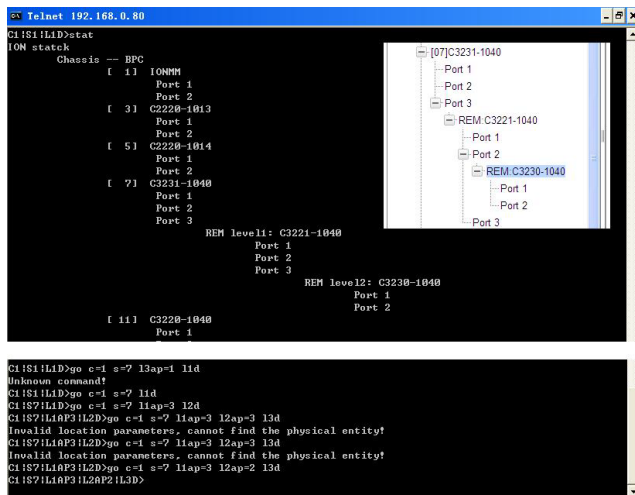 Telnet 192.168.0.80
C1|S1|L1D>stat
ION statck
Chassis -- BPC
[ 1] IONMM
Port 1
Port 2
[ 3] C2220-1013
Port 1
Port 2
[ 5] C2220-1014
Port 1
Port 2
[ 7] C3231-1040
Port 1
Port 2
Port 3
REM level1: C3221-1040
Port 1
Port 2
Port 3
REM level2: C3230-1040
Port 1
Port 2
[ 11] C3220-1040
Port 1
[07]C3231-1040
Port 1
Port 2
Port 3
REM:C3221-1040
Port 1
Port 2
REM:C3230-1040
Port 1
Port 2
Port 3
C1|S1|L1D>go c=1 s=7 l3ap=1 l1d
Unknown command!
C1|S1|L1D>go c=1 s=7 l1d
C1|S7|L1D>go c=1 s=7 l1ap=3 l2d
C1|S7|L1AP3|L2D>go c=1 s=7 l1ap=3 l2ap=3 l3d
Invalid location parameters, cannot find the physical entity!
C1|S7|L1AP3|L2D>go c=1 s=7 l1ap=3 l2ap=3 l3d
Invalid location parameters, cannot find the physical entity!
C1|S7|L1AP3|L2D>go c=1 s=7 l1ap=3 l2ap=2 l3d
C1|S7|L1AP3|L2AP2|L3D>